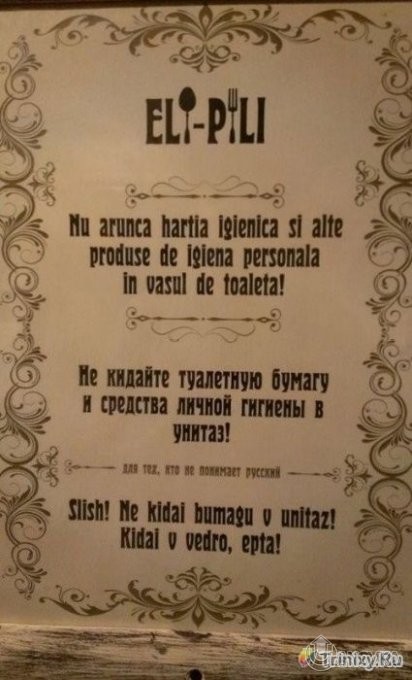 ELI-PILI
Nu arunca hartia igienica si alte
produse de igiena personala
in vasul de toaleta!
Не кидайте туалетную бумагу
и средства личной гигиены в
унитаз!
для тех, кто не понимает русский
Slish! Ne kidai bumagu v unitaz!
Kidai v vedro, epta!
Trinixy.Ru